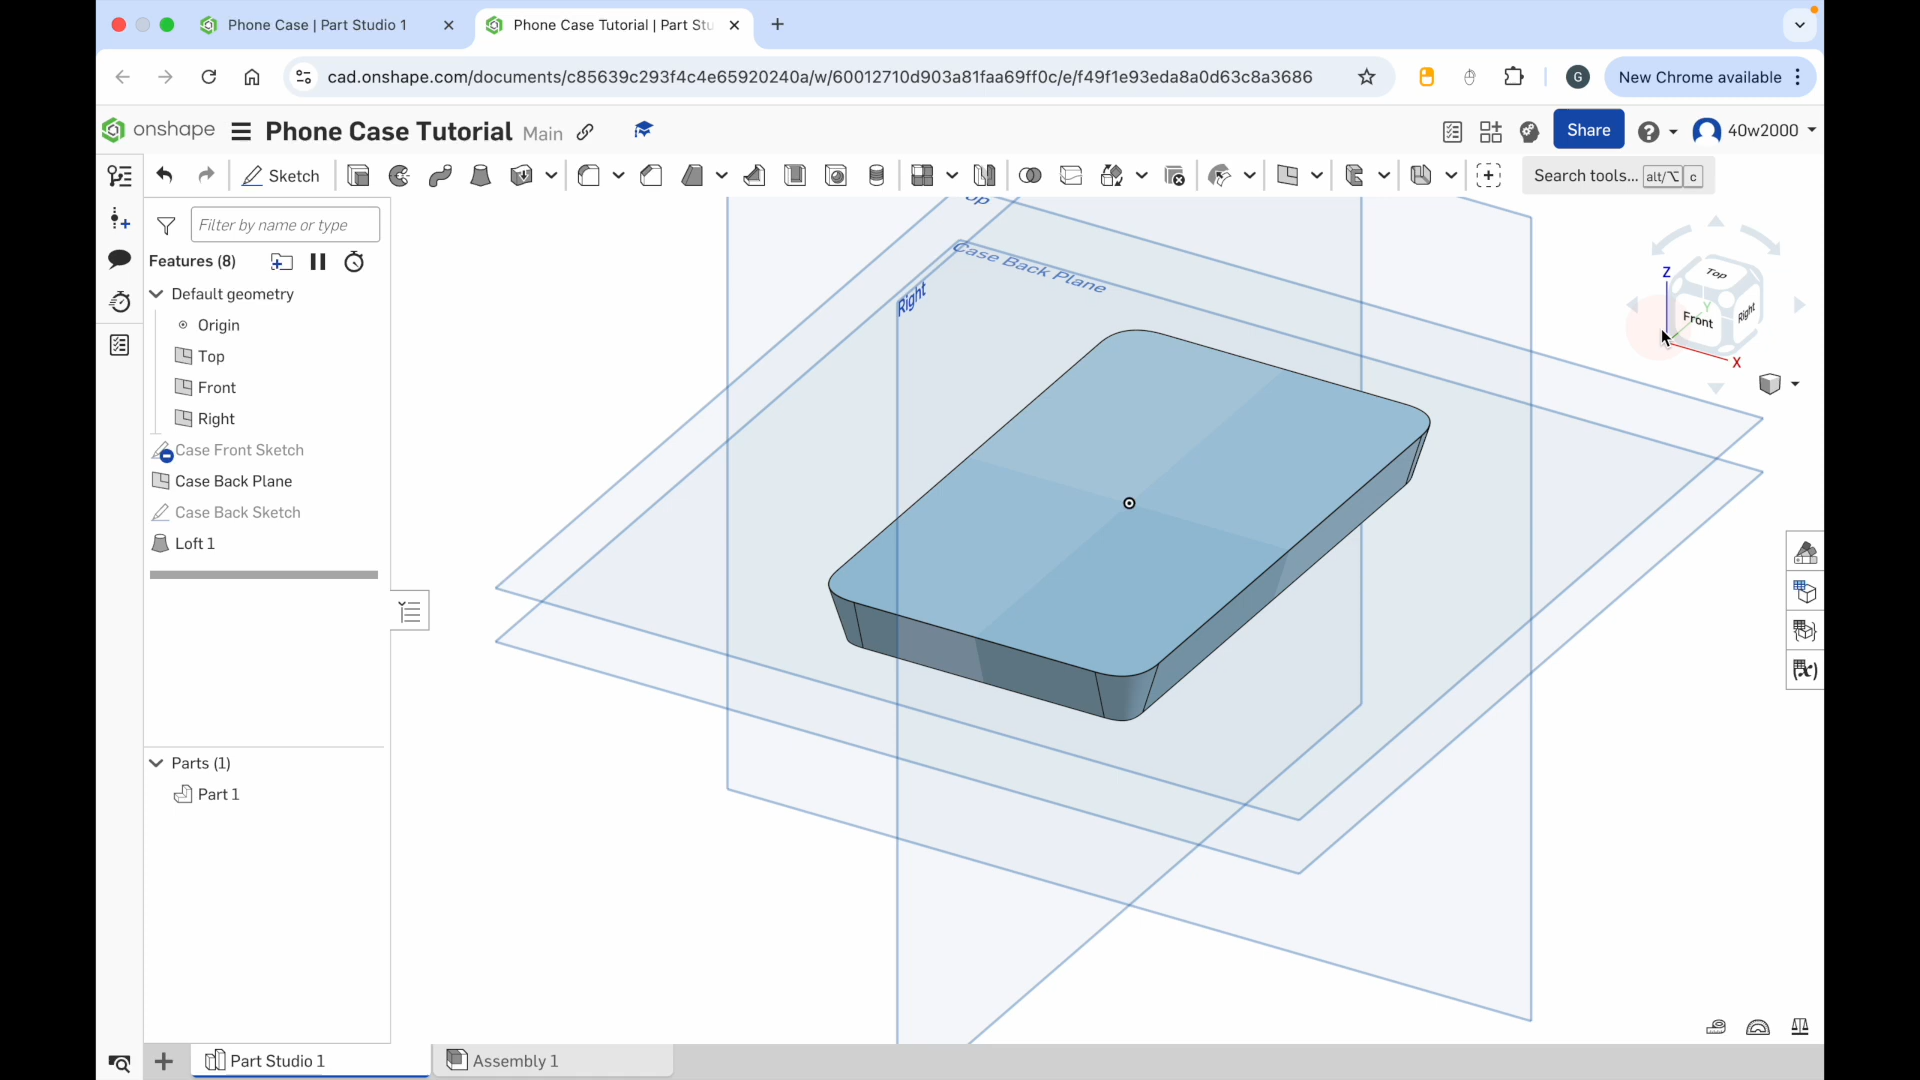 Phone Case | Part Studio 1
Phone Case Tutorial | Part Stu
cad.onshape.com/documents/c85639c293f4c4e65920240a/w/60012710d903a81faa69ff0c/e/f49f1e93eda8a0d63c8a3686
G
New Chrome available
onshape
Phone Case Tutorial
Main
Share
40w2000
Sketch
Search tools... alt/⌥ c
Filter by name or type
Features (8)
Default geometry
Origin
Top
Front
Right
Case Front Sketch
Case Back Plane
Case Back Sketch
Loft 1
Parts (1)
Part 1
Case Back Plane
Right
Top
Front
Right
Z
Y
X
Part Studio 1
Assembly 1